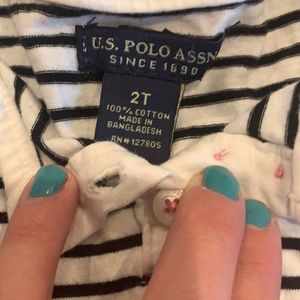 U.S. POLO ASSN
SINCE 1890
2T
100% COTTON
MADE IN
BANGLADESH
RN# 127805